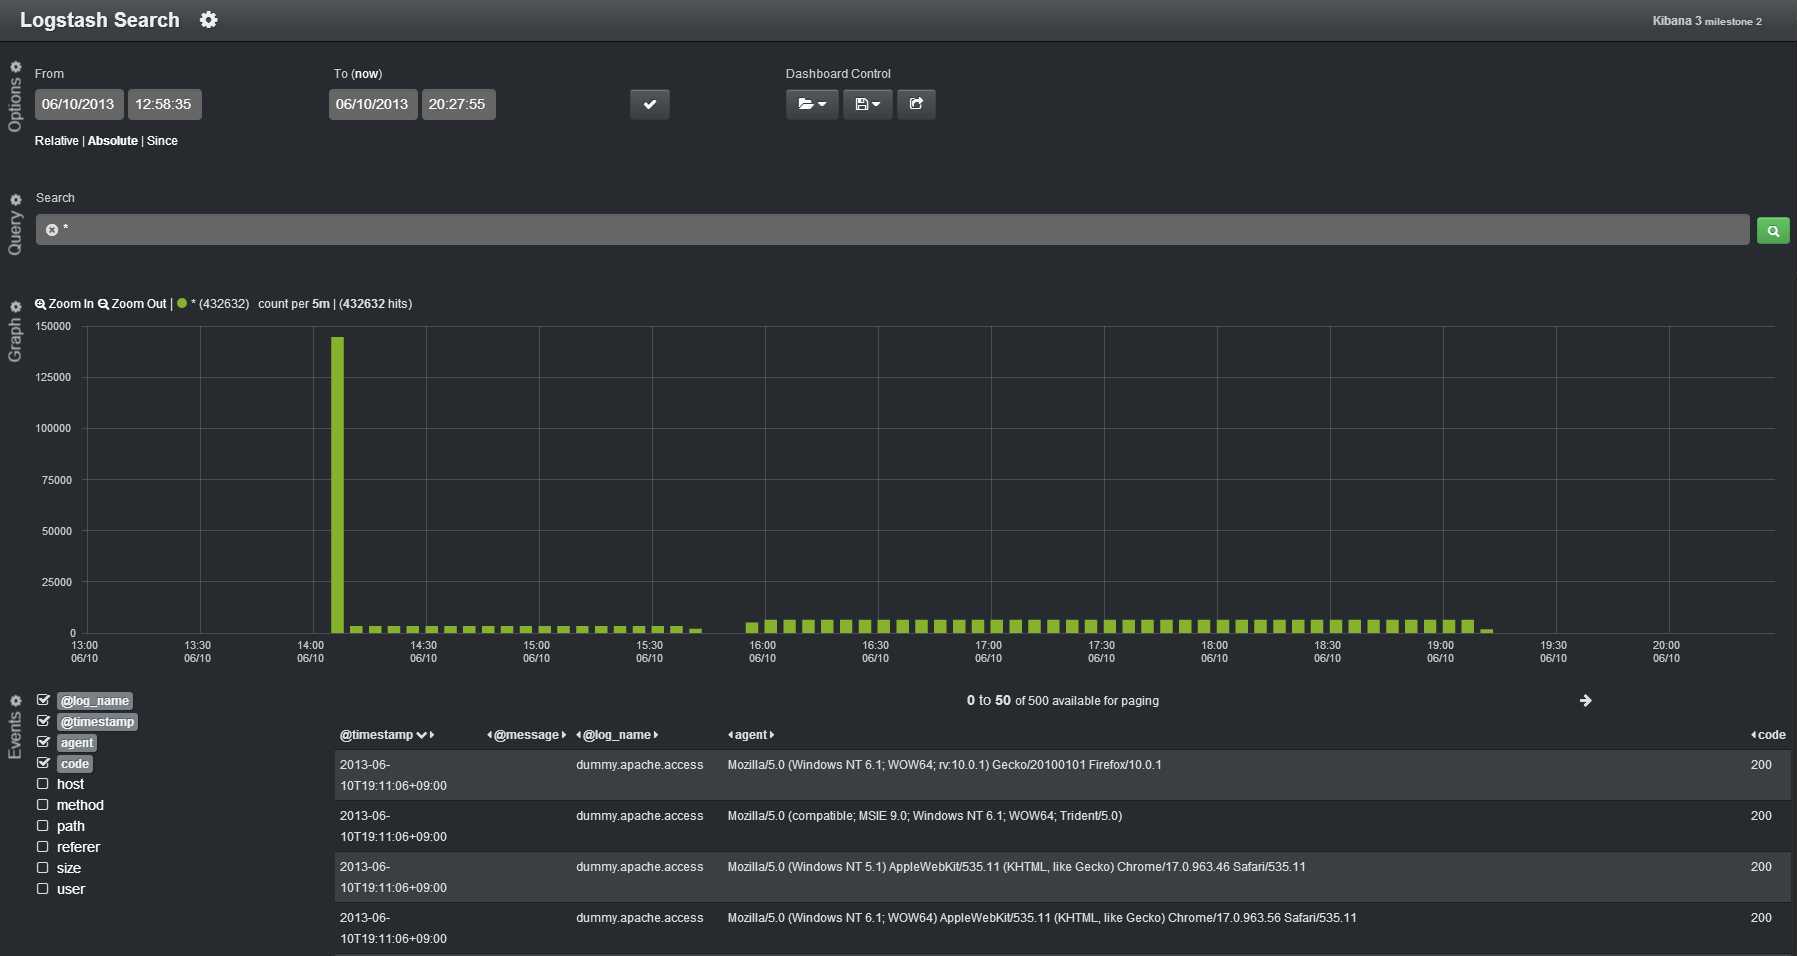 Logstash Search
Kibana 3 milestone 2
Options
From
To (now)
Dashboard Control
06/10/2013 12:58:35
06/10/2013 20:27:55
Relative | Absolute | Since
Query
Search
*
Graph
Zoom In Zoom Out | * (432632) count per 5m | (432632 hits)
150000
125000
100000
75000
50000
25000
0
13:00 13:30 14:00 14:30 15:00 15:30 16:00 16:30 17:00 17:30 18:00 18:30 19:00 19:30 20:00
06/10 06/10 06/10 06/10 06/10 06/10 06/10 06/10 06/10 06/10 06/10 06/10 06/10 06/10 06/10
Events
@log_name
@timestamp
agent
code
host
method
path
referer
size
user
0 to 50 of 500 available for paging
@timestamp @message @log_name agent code
2013-06-
10T19:11:06+09:00
dummy.apache.access
Mozilla/5.0 (Windows NT 6.1; WOW64; rv:10.0.1) Gecko/20100101 Firefox/10.0.1
200
2013-06-
10T19:11:06+09:00
dummy.apache.access
Mozilla/5.0 (compatible; MSIE 9.0; Windows NT 6.1; WOW64; Trident/5.0)
200
2013-06-
10T19:11:06+09:00
dummy.apache.access
Mozilla/5.0 (Windows NT 5.1) AppleWebKit/535.11 (KHTML, like Gecko) Chrome/17.0.963.46 Safari/535.11
200
2013-06-
10T19:11:06+09:00
dummy.apache.access
Mozilla/5.0 (Windows NT 6.1; WOW64) AppleWebKit/535.11 (KHTML, like Gecko) Chrome/17.0.963.56 Safari/535.11
200